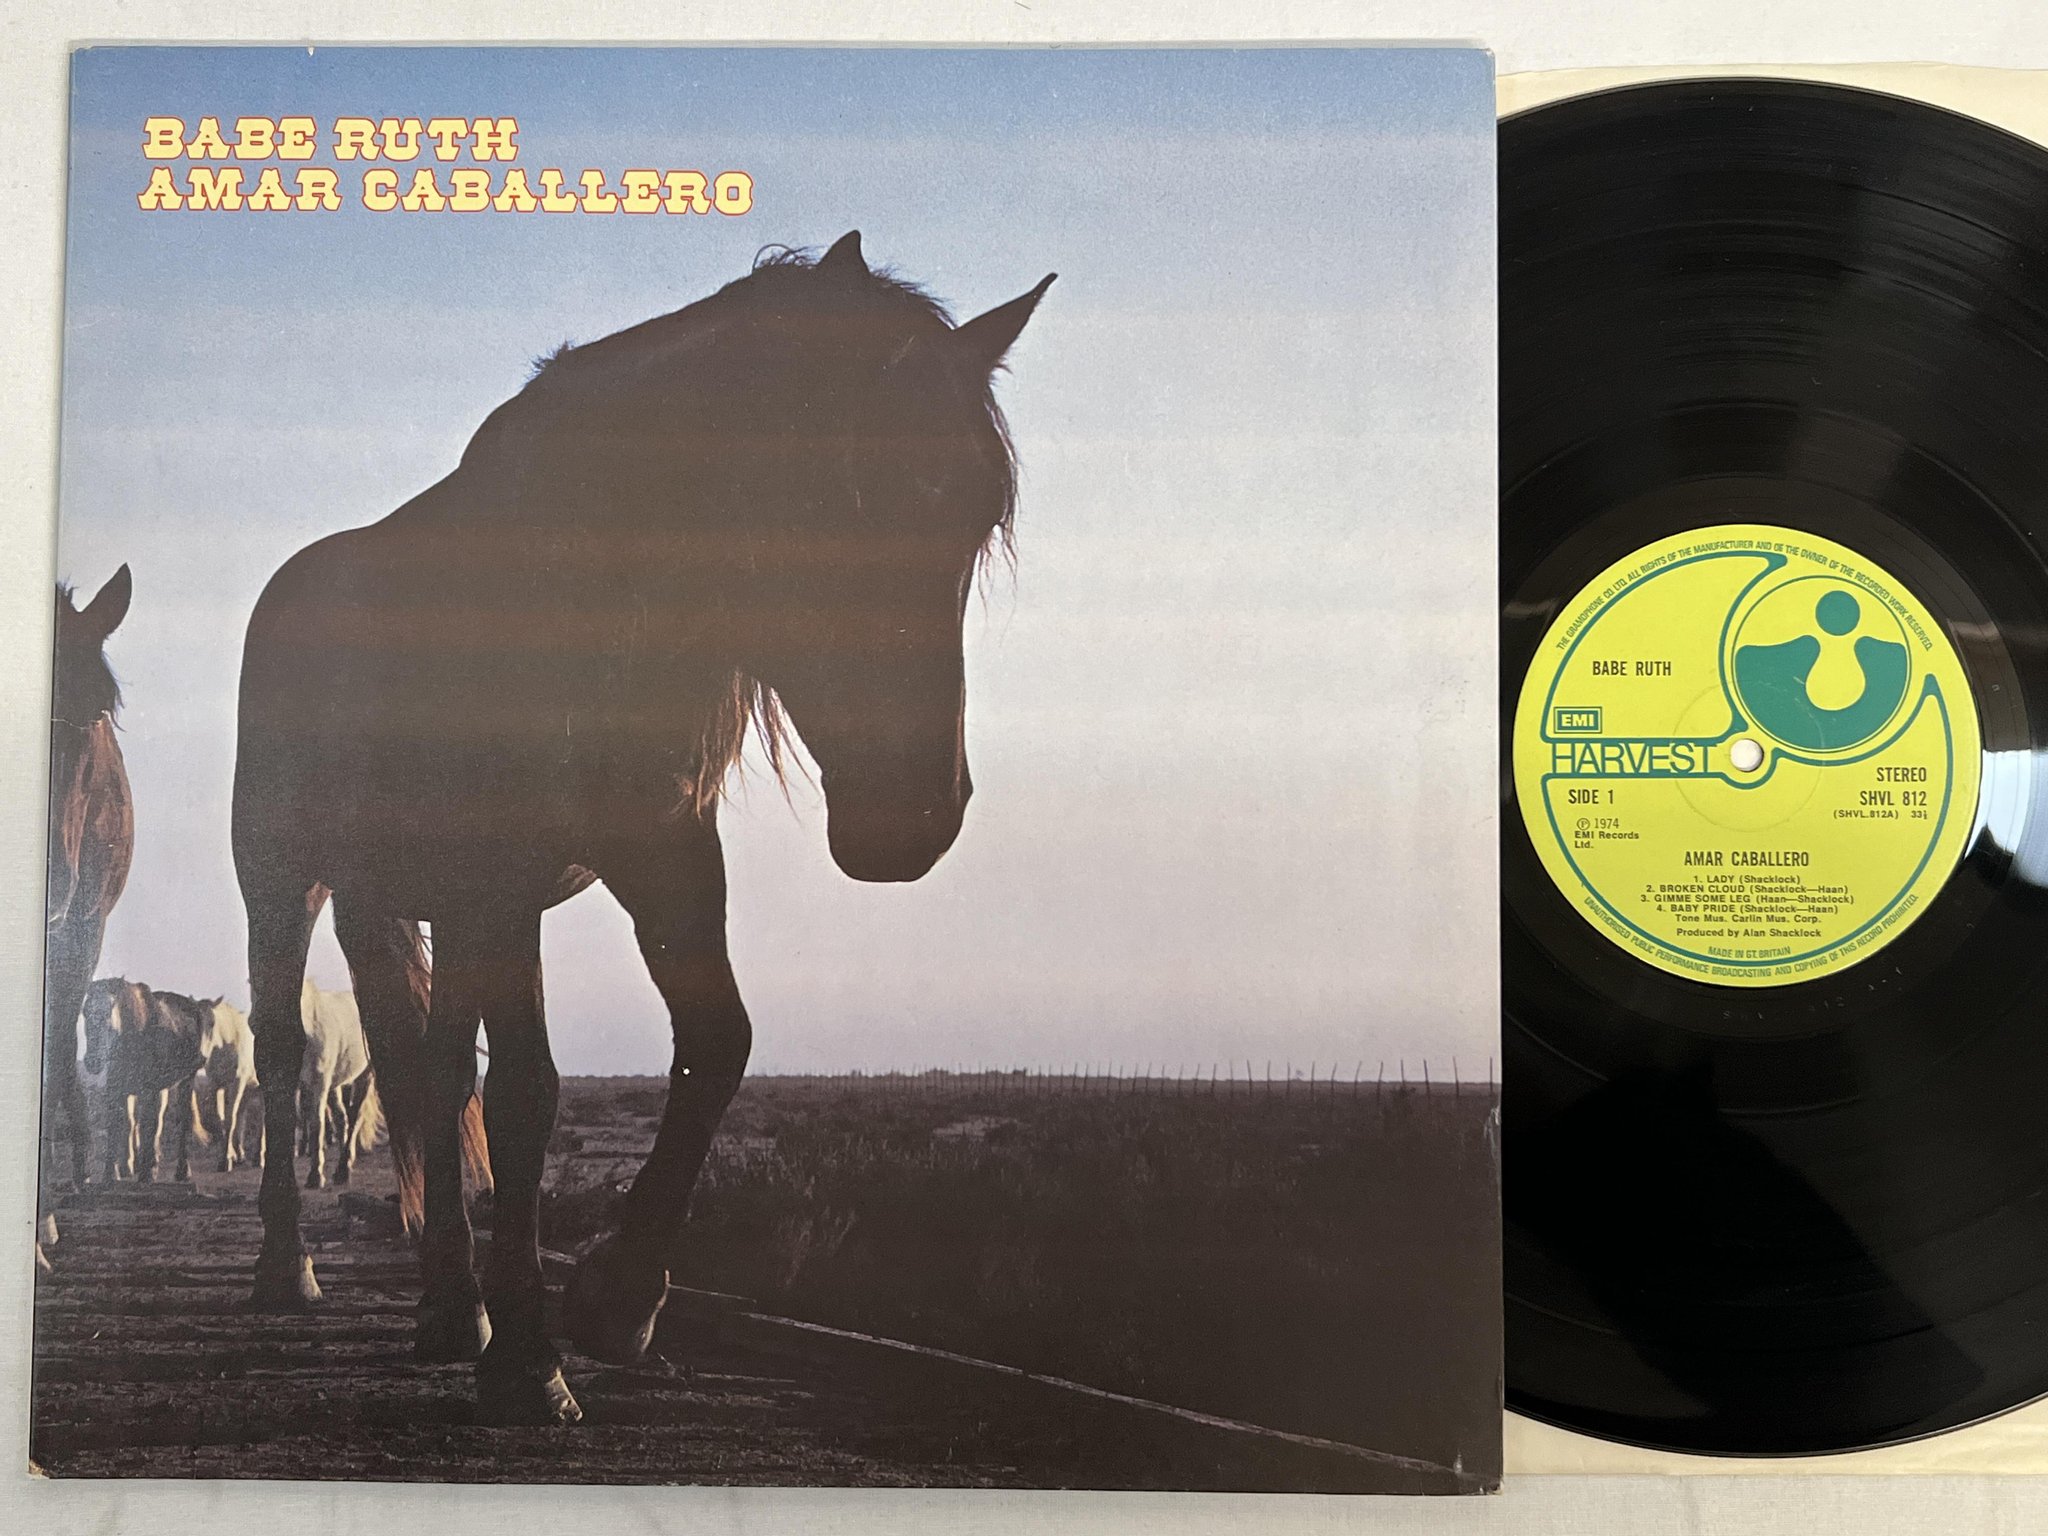 BABE RUTH
AMAR CABALLERO
THE GRAMOPHONE CO. LTD. ALL RIGHTS OF THE MANUFACTURER AND OF THE OWNER OF THE RECORDED WORK RESERVED.
BABE RUTH
EMI
HARVEST
STEREO
SIDE 1
SHVL 812
(SHVL.812A) 33⅓
Ⓟ 1974
EMI Records
Ltd.
AMAR CABALLERO
1. LADY (Shacklock)
2. BROKEN CLOUD (Shacklock—Haan)
3. GIMME SOME LEG (Haan—Shacklock)
4. BABY PRIDE (Shacklock—Haan)
Tone Mus. Carlin Mus. Corp.
Produced by Alan Shacklock
MADE IN GT. BRITAIN
UNAUTHORISED PUBLIC PERFORMANCE BROADCASTING AND COPYING OF THIS RECORD PROHIBITED.